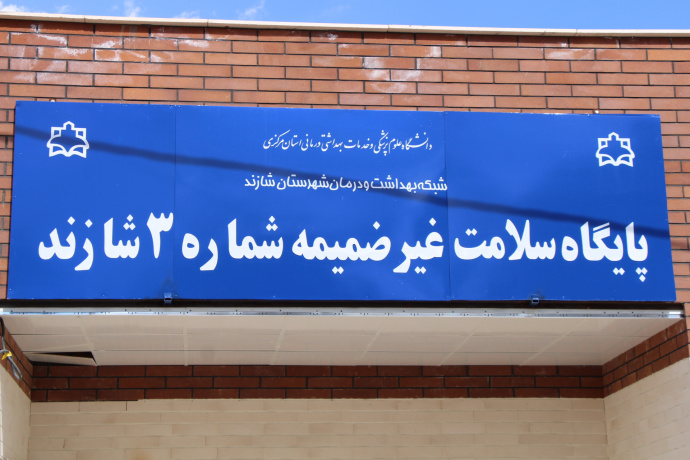 دانشگاه علوم پزشکی و خدمات بهداشتی درمانی استان مرکزی
شبکه بهداشت و درمان شهرستان شازند
پایگاه سلامت غیر ضمیمه شماره ۳ شازند